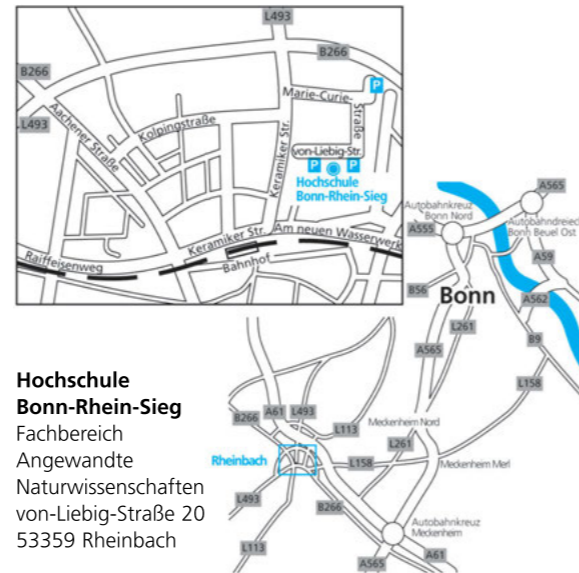 L493
B266
B266
L493
Marie-Curie-
Straße
P
Aachener Straße
Kolpingstraße
Keramiker Str.
von-Liebig-Str.
P
P
Hochschule
Bonn-Rhein-Sieg
Keramiker Str.
Am neuen Wasserwerk
Raiffeisenweg
Bahnhof
A565
Autobahnkreuz
Bonn Nord
Autobahndreieck
Bonn Beuel Ost
A555
A59
B56
Bonn
A562
L261
B9
A565
L158
Hochschule
Bonn-Rhein-Sieg
Fachbereich
Angewandte
Naturwissenschaften
von-Liebig-Straße 20
53359 Rheinbach
B266
A61
L493
L113
Meckenheim Nord
L261
Rheinbach
L158
Meckenheim Merl
L493
B266
L113
Autobahnkreuz
Meckenheim
A565
A61